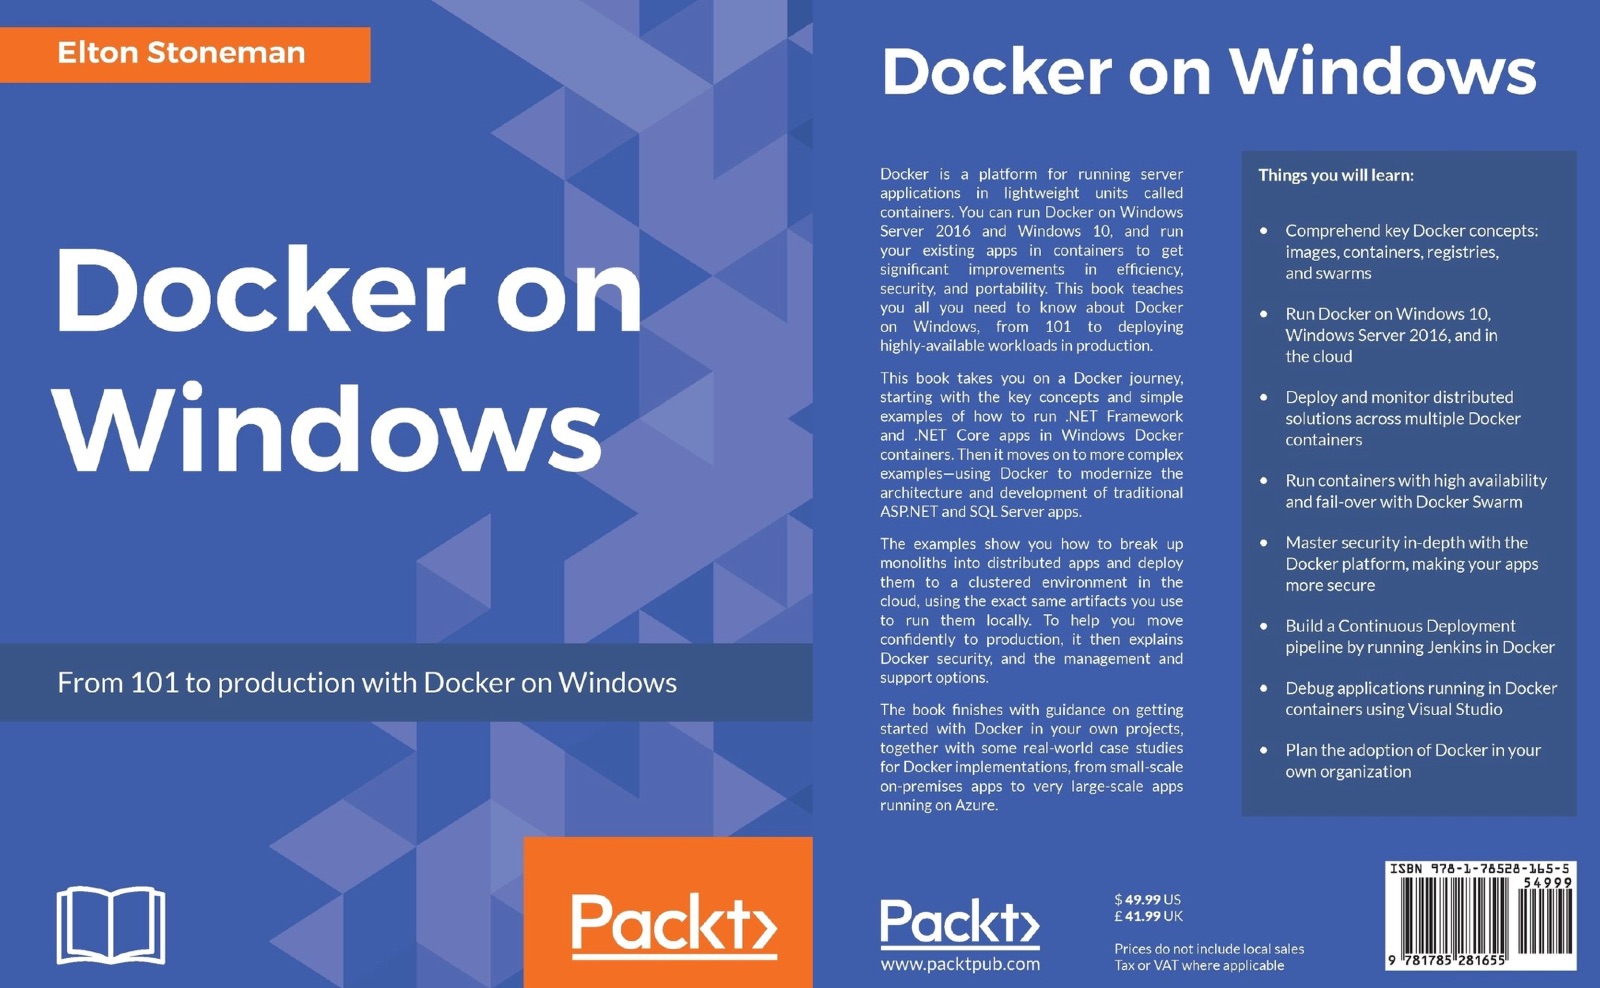 Elton Stoneman
Docker on
Windows
From 101 to production with Docker on Windows
Packt>
Docker on Windows
Docker is a platform for running server
applications in lightweight units called
containers. You can run Docker on Windows
Server 2016 and Windows 10, and run
your existing apps in containers to get
significant improvements in efficiency,
security, and portability. This book teaches
you all you need to know about Docker
on Windows, from 101 to deploying
highly-available workloads in production.
This book takes you on a Docker journey,
starting with the key concepts and simple
examples of how to run .NET Framework
and .NET Core apps in Windows Docker
containers. Then it moves on to more complex
examples—using Docker to modernize the
architecture and development of traditional
ASP.NET and SQL Server apps.
The examples show you how to break up
monoliths into distributed apps and deploy
them to a clustered environment in the
cloud, using the exact same artifacts you use
to run them locally. To help you move
confidently to production, it then explains
Docker security, and the management and
support options.
The book finishes with guidance on getting
started with Docker in your own projects,
together with some real-world case studies
for Docker implementations, from small-scale
on-premises apps to very large-scale apps
running on Azure.
Things you will learn:
• Comprehend key Docker concepts:
images, containers, registries,
and swarms
• Run Docker on Windows 10,
Windows Server 2016, and in
the cloud
• Deploy and monitor distributed
solutions across multiple Docker
containers
• Run containers with high availability
and fail-over with Docker Swarm
• Master security in-depth with the
Docker platform, making your apps
more secure
• Build a Continuous Deployment
pipeline by running Jenkins in Docker
• Debug applications running in Docker
containers using Visual Studio
• Plan the adoption of Docker in your
own organization
Packt>
www.packtpub.com
$ 49.99 US
£ 41.99 UK
Prices do not include local sales
Tax or VAT where applicable
ISBN 978-1-78528-165-5
54999
9 781785 281655